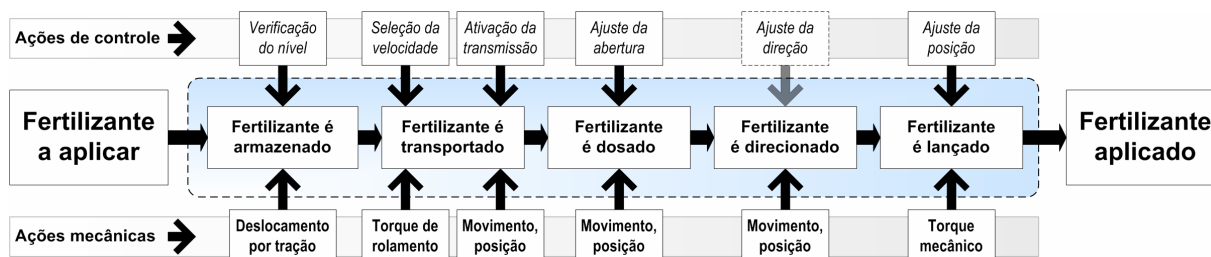 Ações de controle
Verificação
do nível
Seleção da
velocidade
Ativação da
transmissão
Ajuste da
abertura
Ajuste da
direção
Ajuste da
posição
Fertilizante
a aplicar
Fertilizante é
armazenado
Fertilizante é
transportado
Fertilizante
é dosado
Fertilizante
é direcionado
Fertilizante
é lançado
Fertilizante
aplicado
Ações mecânicas
Deslocamento
por tração
Torque de
rolamento
Movimento,
posição
Movimento,
posição
Movimento,
posição
Torque
mecânico